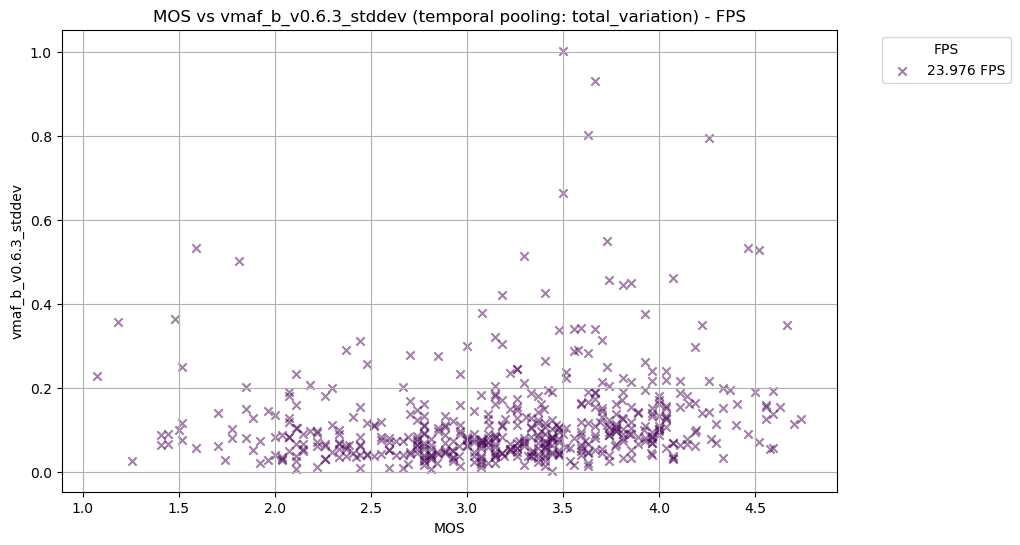 MOS vs vmaf_b_v0.6.3_stddev (temporal pooling: total_variation) - FPS
FPS
23.976 FPS
vmaf_b_v0.6.3_stddev
1.0
0.8
0.6
0.4
0.2
0.0
1.0 1.5 2.0 2.5 3.0 3.5 4.0 4.5
MOS